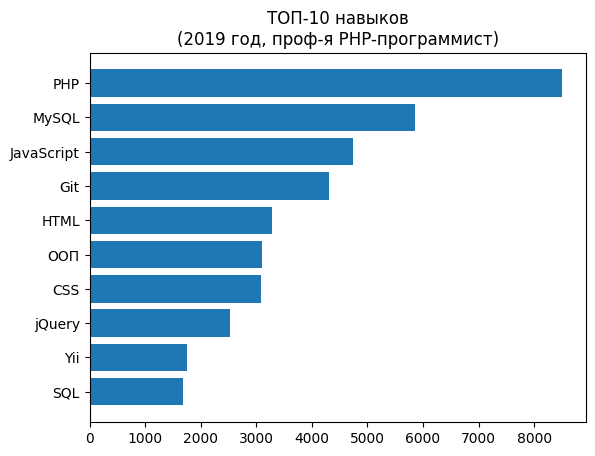 ТОП-10 навыков
(2019 год, проф-я PHP-программист)
PHP
MySQL
JavaScript
Git
HTML
ООП
CSS
jQuery
Yii
SQL
0 1000 2000 3000 4000 5000 6000 7000 8000